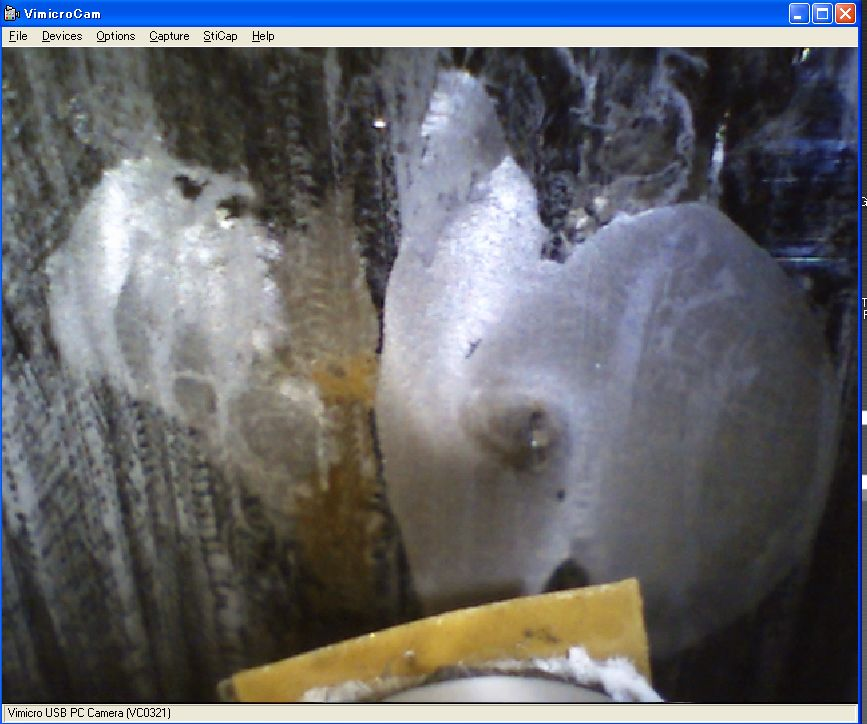 VimicroCam
File Devices Options Capture StiCap Help
Vimicro USB PC Camera (VC0321)